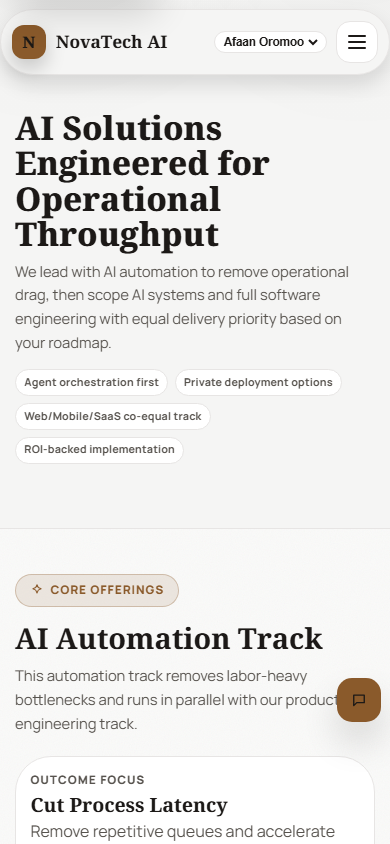 N NovaTech AI Afaan Oromoo
AI Solutions
Engineered for
Operational
Throughput
We lead with AI automation to remove operational
drag, then scope AI systems and full software
engineering with equal delivery priority based on
your roadmap.
Agent orchestration first Private deployment options
Web/Mobile/SaaS co-equal track
ROI-backed implementation
CORE OFFERINGS
AI Automation Track
This automation track removes labor-heavy
bottlenecks and runs in parallel with our product
engineering track.
OUTCOME FOCUS
Cut Process Latency
Remove repetitive queues and accelerate